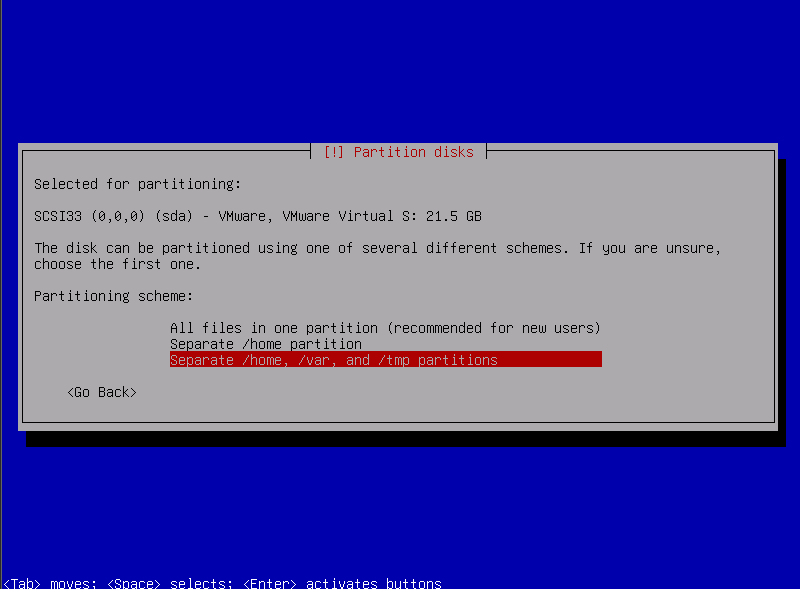 [!] Partition disks
Selected for partitioning:
SCSI33 (0,0,0) (sda) - VMware, VMware Virtual S: 21.5 GB
The disk can be partitioned using one of several different schemes. If you are unsure,
choose the first one.
Partitioning scheme:
All files in one partition (recommended for new users)
Separate /home partition
Separate /home, /var, and /tmp partitions
<Go Back>
<Tab> moves; <Space> selects; <Enter> activates buttons